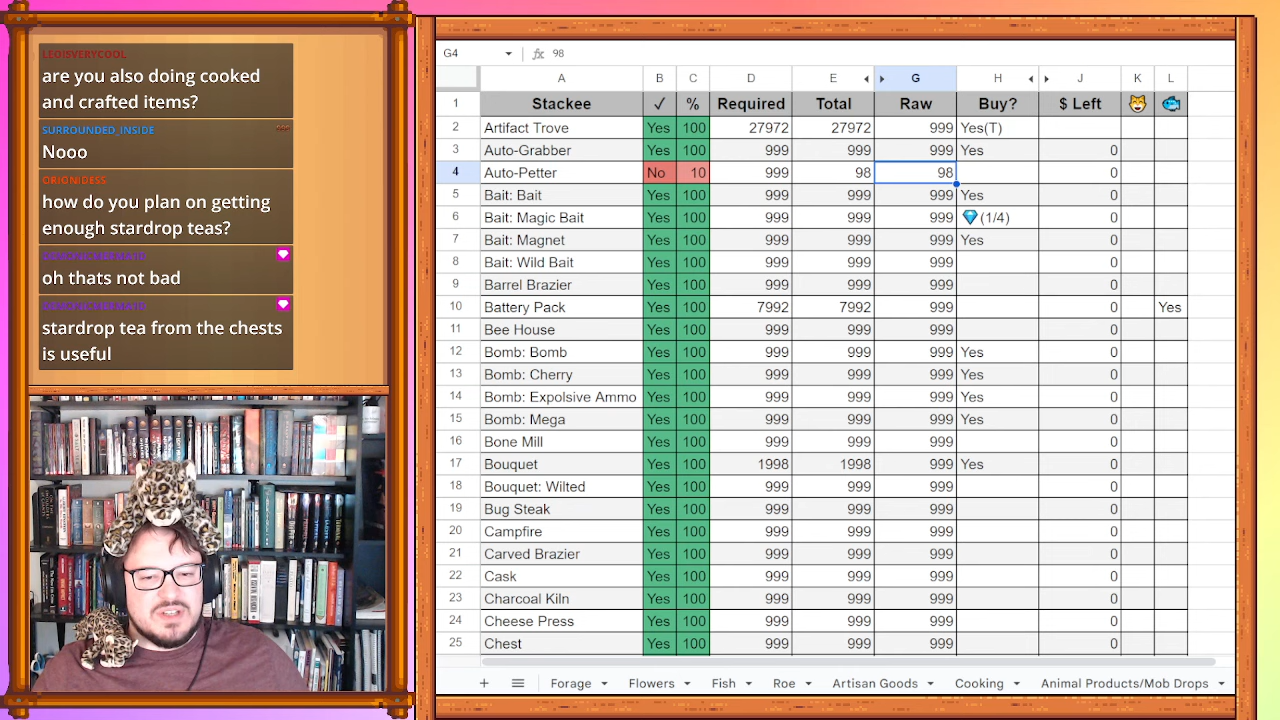 LEOISVERYCOOL
are you also doing cooked
and crafted items?
SURROUNDED_INSIDE
Nooo
ORIONIDESS
how do you plan on getting
enough stardrop teas?
oh thats not bad
stardrop tea from the chests
is useful
G4 fx 98
A B C D E G H J K L
1 Stackee ✓ % Required Total Raw Buy? $ Left
2 Artifact Trove Yes 100 27972 27972 999 Yes(T)
3 Auto-Grabber Yes 100 999 999 999 Yes 0
4 Auto-Petter No 10 999 98 98 0
5 Bait: Bait Yes 100 999 999 999 Yes 0
6 Bait: Magic Bait Yes 100 999 999 999 💎(1/4) 0
7 Bait: Magnet Yes 100 999 999 999 Yes 0
8 Bait: Wild Bait Yes 100 999 999 999 0
9 Barrel Brazier Yes 100 999 999 999 0
10 Battery Pack Yes 100 7992 7992 999 0 Yes
11 Bee House Yes 100 999 999 999 0
12 Bomb: Bomb Yes 100 999 999 999 Yes 0
13 Bomb: Cherry Yes 100 999 999 999 Yes 0
14 Bomb: Expolsive Ammo Yes 100 999 999 999 Yes 0
15 Bomb: Mega Yes 100 999 999 999 Yes 0
16 Bone Mill Yes 100 999 999 999 0
17 Bouquet Yes 100 1998 1998 999 Yes 0
18 Bouquet: Wilted Yes 100 999 999 999 0
19 Bug Steak Yes 100 999 999 999 0
20 Campfire Yes 100 999 999 999 0
21 Carved Brazier Yes 100 999 999 999 0
22 Cask Yes 100 999 999 999 0
23 Charcoal Kiln Yes 100 999 999 999 0
24 Cheese Press Yes 100 999 999 999 0
25 Chest Yes 100 999 999 999 0
+ Forage Flowers Fish Roe Artisan Goods Cooking Animal Products/Mob Drops